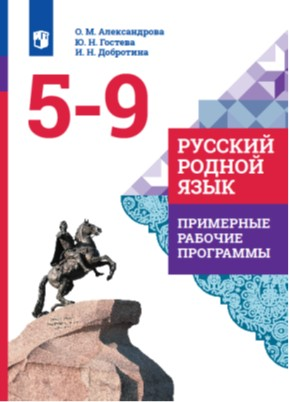 О. М. Александрова
Ю. Н. Гостева
И. Н. Добротина
5-9
РУССКИЙ
РОДНОЙ
ЯЗЫК
ПРИМЕРНЫЕ
РАБОЧИЕ
ПРОГРАММЫ